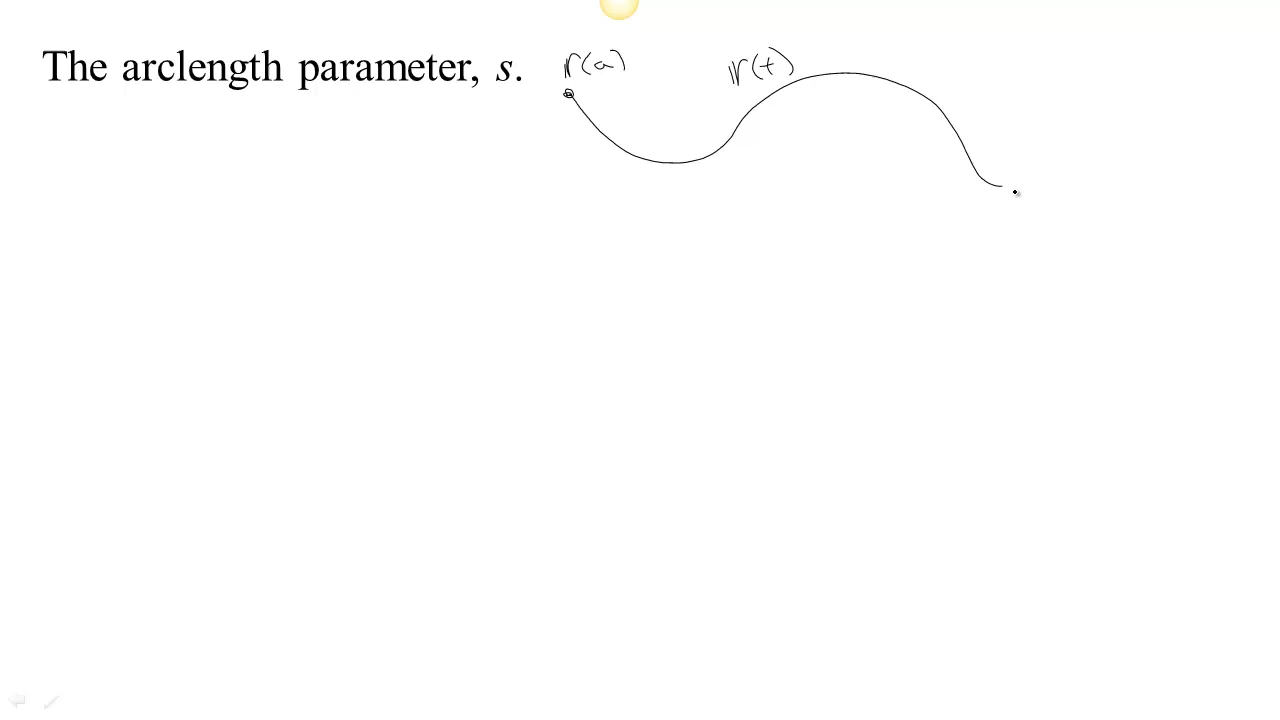 The arclength parameter, s.
r(a)
r(t)